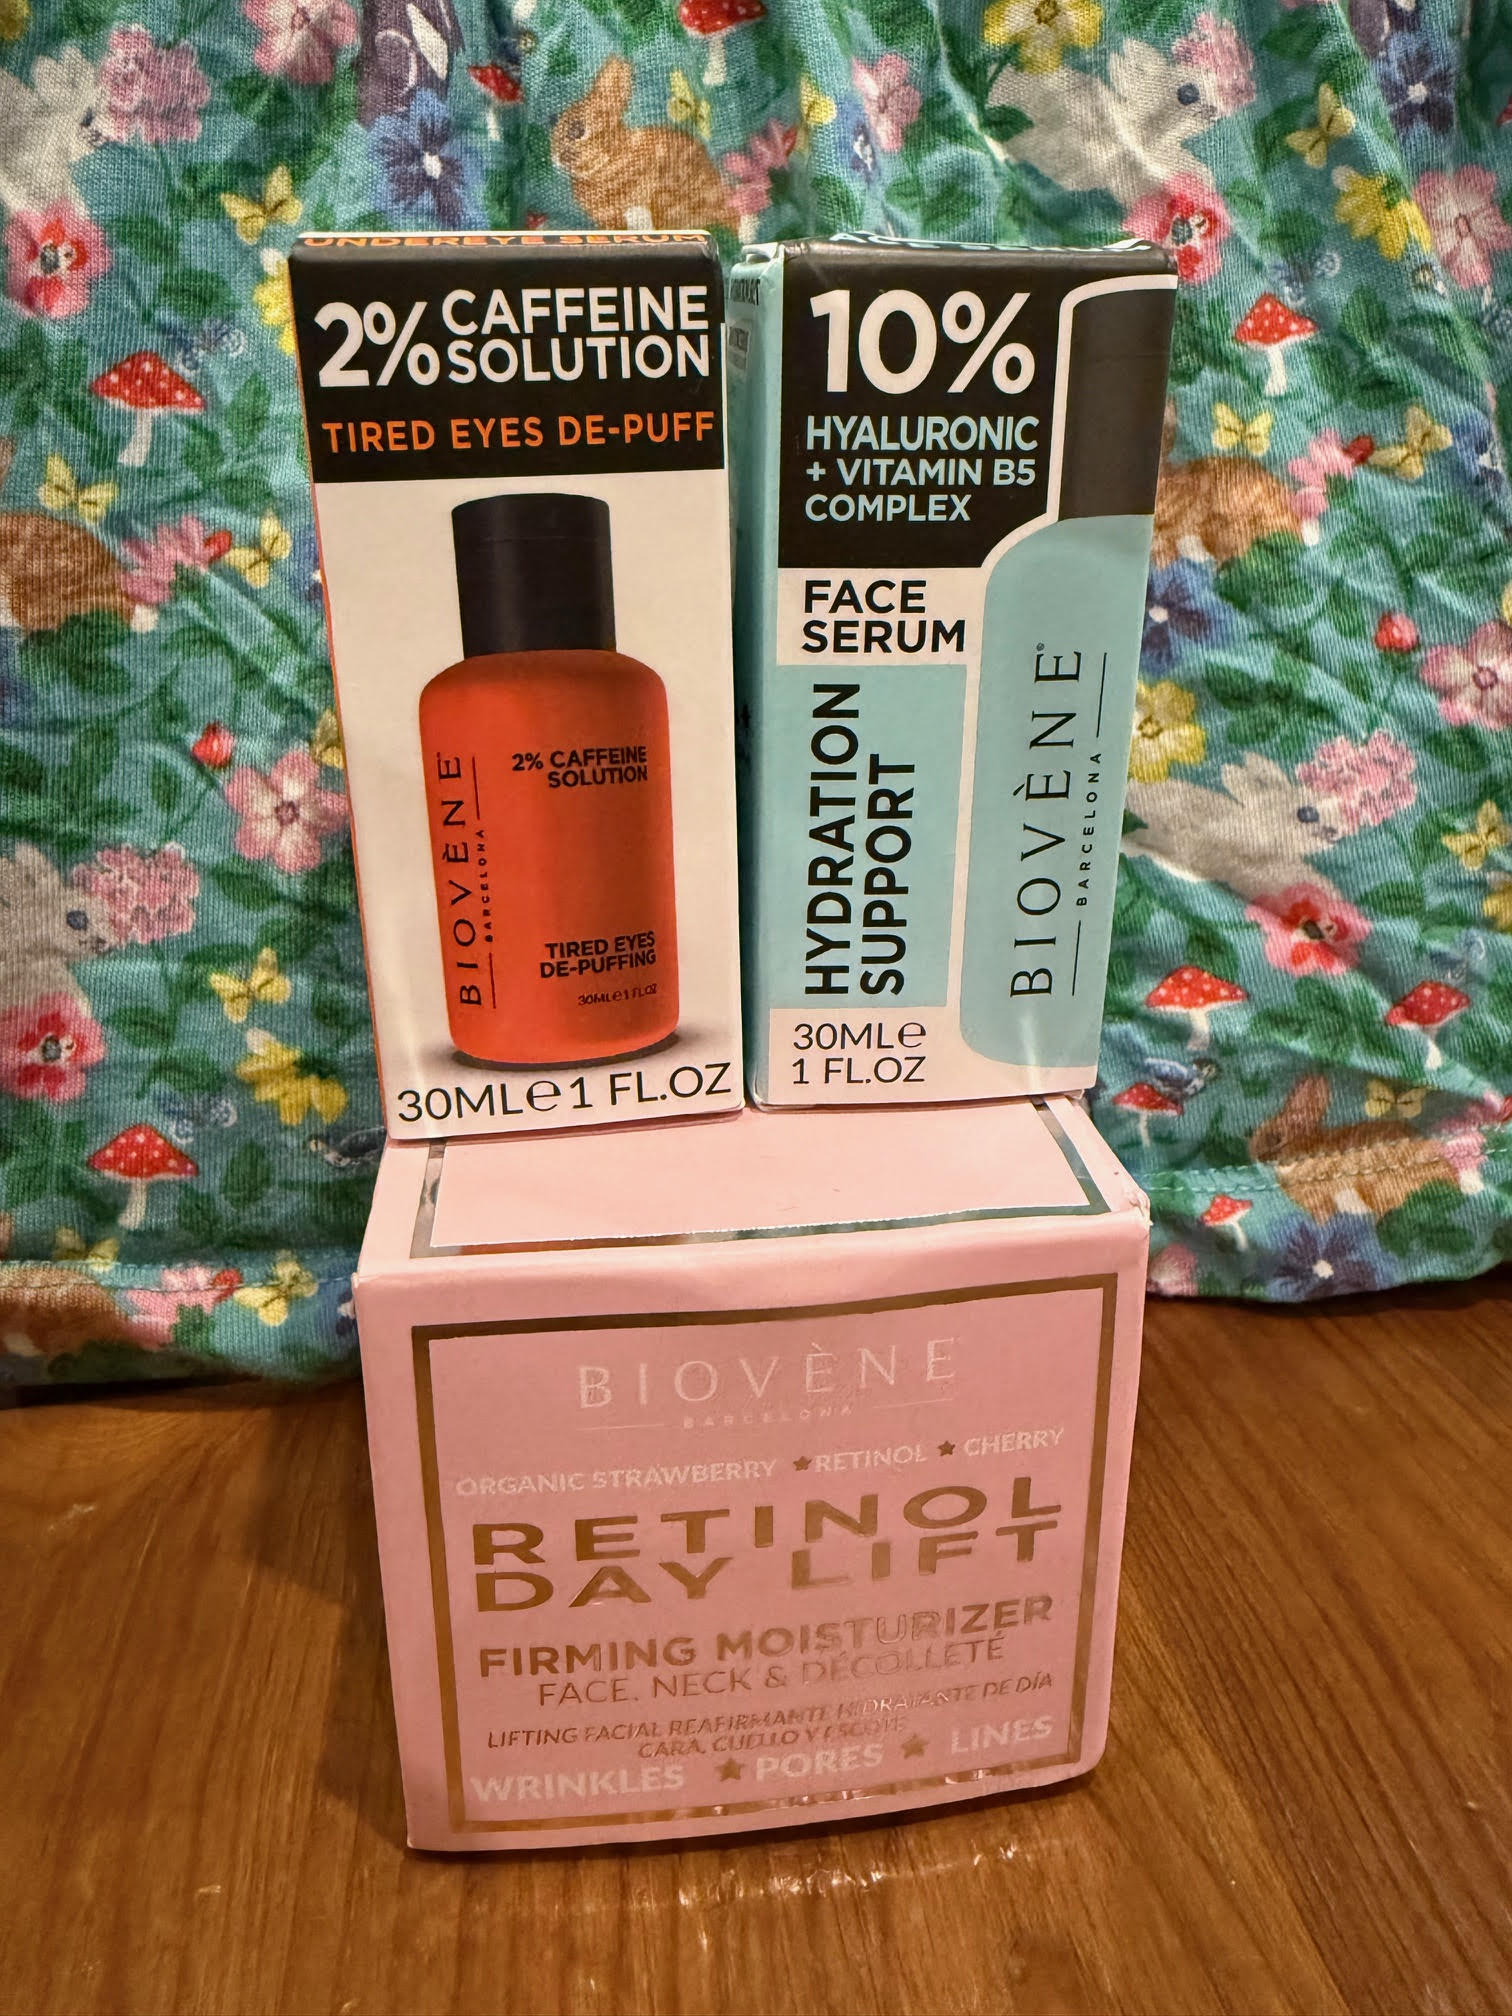 UNDEREYE SERUM
2% CAFFEINE
SOLUTION
TIRED EYES DE-PUFF
BIOVÈNE
BARCELONA
2% CAFFEINE
SOLUTION
TIRED EYES
DE-PUFFING
30ML℮1 FL.OZ
30ML℮1 FL.OZ
10%
HYALURONIC
+ VITAMIN B5
COMPLEX
FACE
SERUM
HYDRATION
SUPPORT
BIOVÈNE®
BARCELONA
30ML℮
1 FL.OZ
BIOVÈNE
BARCELONA
ORGANIC STRAWBERRY ★ RETINOL ★ CHERRY
RETINOL
DAY LIFT
FIRMING MOISTURIZER
FACE, NECK & DÉCOLLETÉ
LIFTING FACIAL REAFIRMANTE HIDRATANTE DE DÍA
CARA, CUELLO Y ESCOTE
WRINKLES ★ PORES ★ LINES